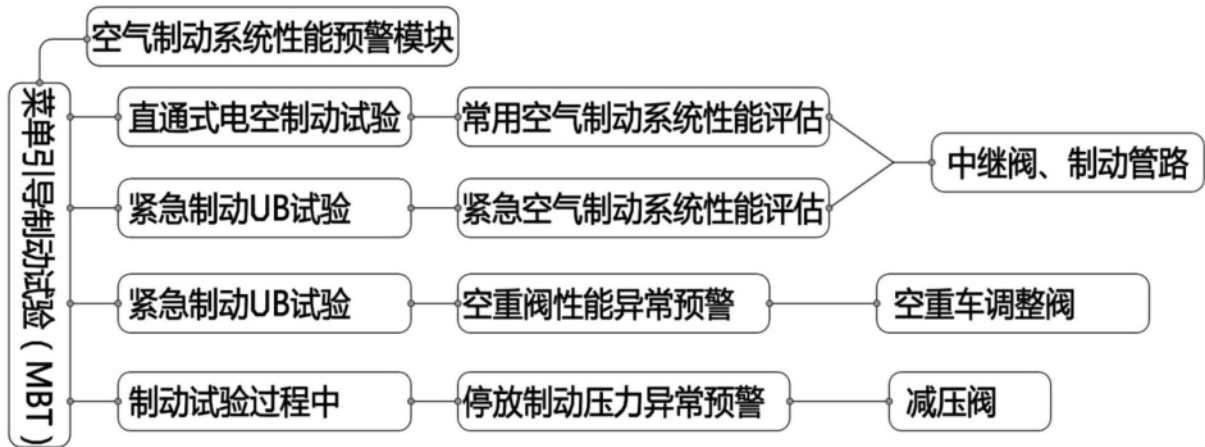 空气制动系统性能预警模块
菜单引导制动试验(MBT)
直通式电空制动试验
常用空气制动系统性能评估
中继阀、制动管路
紧急制动UB试验
紧急空气制动系统性能评估
紧急制动UB试验
空重阀性能异常预警
空重车调整阀
制动试验过程中
停放制动压力异常预警
减压阀